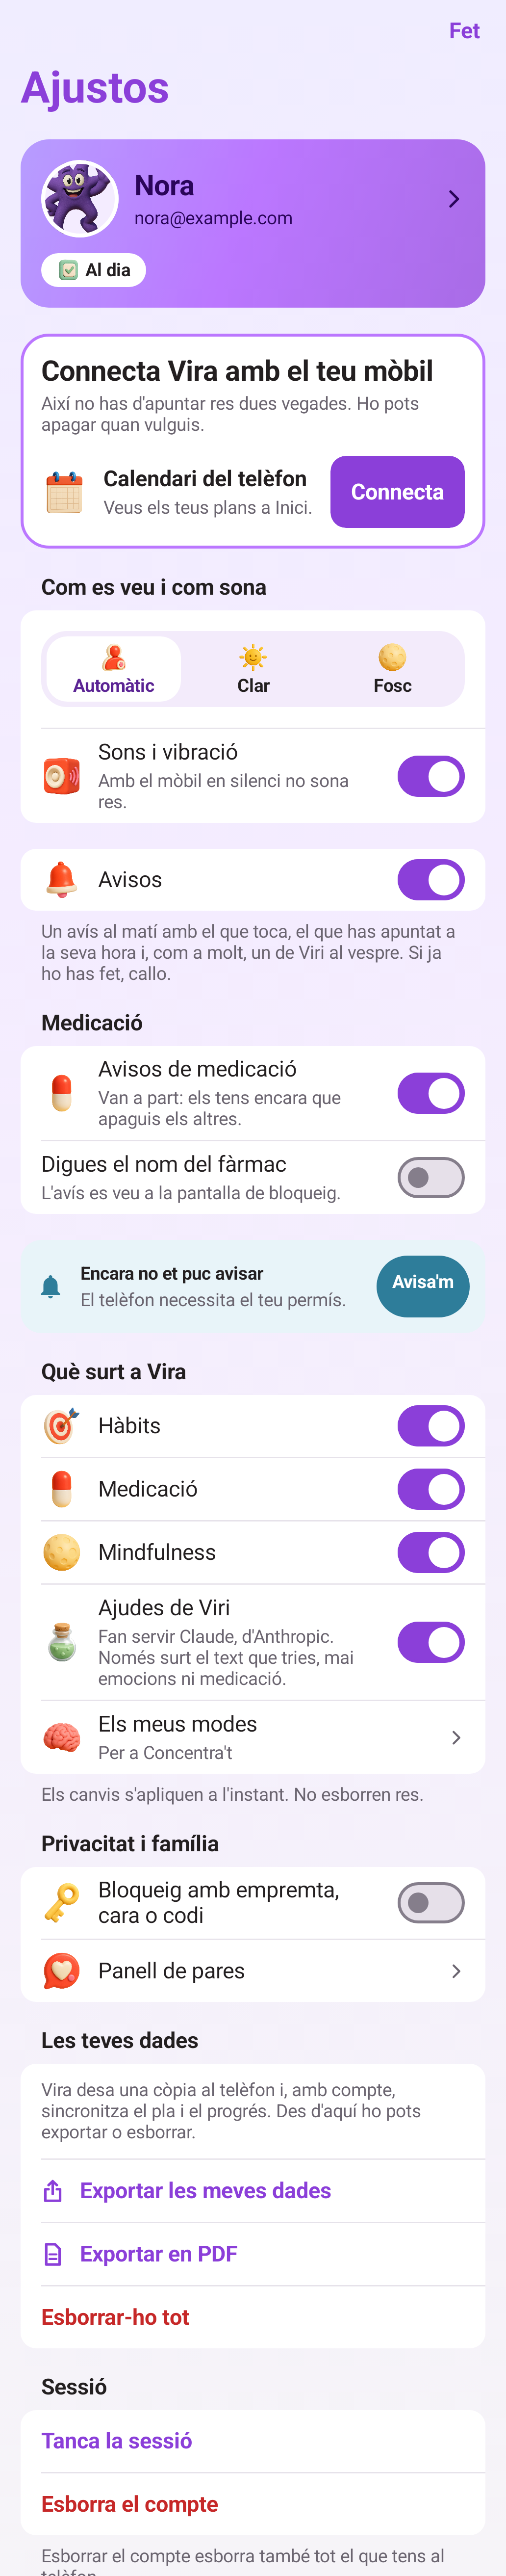 Fet
Ajustos
Nora
nora@example.com
Al dia
Connecta Vira amb el teu mòbil
Així no has d'apuntar res dues vegades. Ho pots
apagar quan vulguis.
Calendari del telèfon
Veus els teus plans a Inici.
Connecta
Com es veu i com sona
Automàtic
Clar
Fosc
Sons i vibració
Amb el mòbil en silenci no sona
res.
Avisos
Un avís al matí amb el que toca, el que has apuntat a
la seva hora i, com a molt, un de Viri al vespre. Si ja
ho has fet, callo.
Medicació
Avisos de medicació
Van a part: els tens encara que
apaguis els altres.
Digues el nom del fàrmac
L'avís es veu a la pantalla de bloqueig.
Encara no et puc avisar
El telèfon necessita el teu permís.
Avisa'm
Què surt a Vira
Hàbits
Medicació
Mindfulness
Ajudes de Viri
Fan servir Claude, d'Anthropic.
Només surt el text que tries, mai
emocions ni medicació.
Els meus modes
Per a Concentra't
Els canvis s'apliquen a l'instant. No esborren res.
Privacitat i família
Bloqueig amb empremta,
cara o codi
Panell de pares
Les teves dades
Vira desa una còpia al telèfon i, amb compte,
sincronitza el pla i el progrés. Des d'aquí ho pots
exportar o esborrar.
Exportar les meves dades
Exportar en PDF
Esborrar-ho tot
Sessió
Tanca la sessió
Esborra el compte
Esborrar el compte esborra també tot el que tens al
telèfon